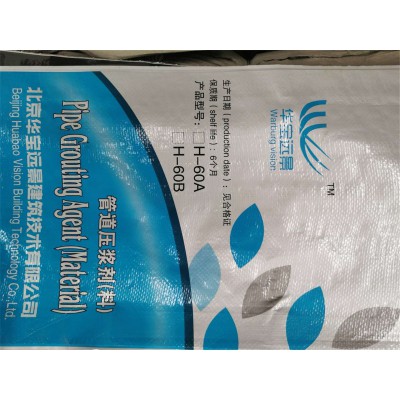 华宝远景
Warburg vision
TM
生产日期（production date）：见合格证
保质期（shelf life）：6个月
产品型号：□H-60A
□H-60B
管道压浆剂(料)
Pipe Grouting Agent (Material)
北京华宝远景建筑技术有限公司
Beijing Huabao Vision Building Technology Co.,Ltd.